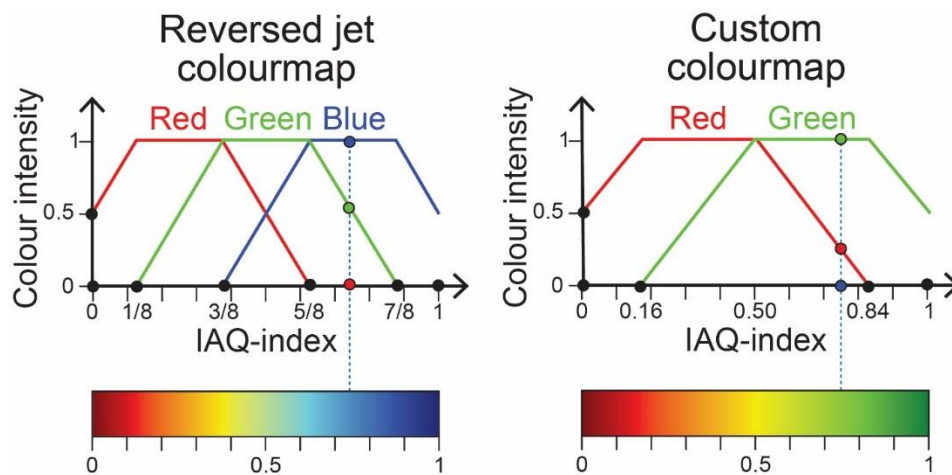 Reversed jet
colourmap
Colour intensity
Red Green Blue
1
0.5
0
0 1/8 3/8 5/8 7/8 1
IAQ-index
0 0.5 1
Custom
colourmap
Colour intensity
Red Green
1
0.5
0
0 0.16 0.50 0.84 1
IAQ-index
0 0.5 1